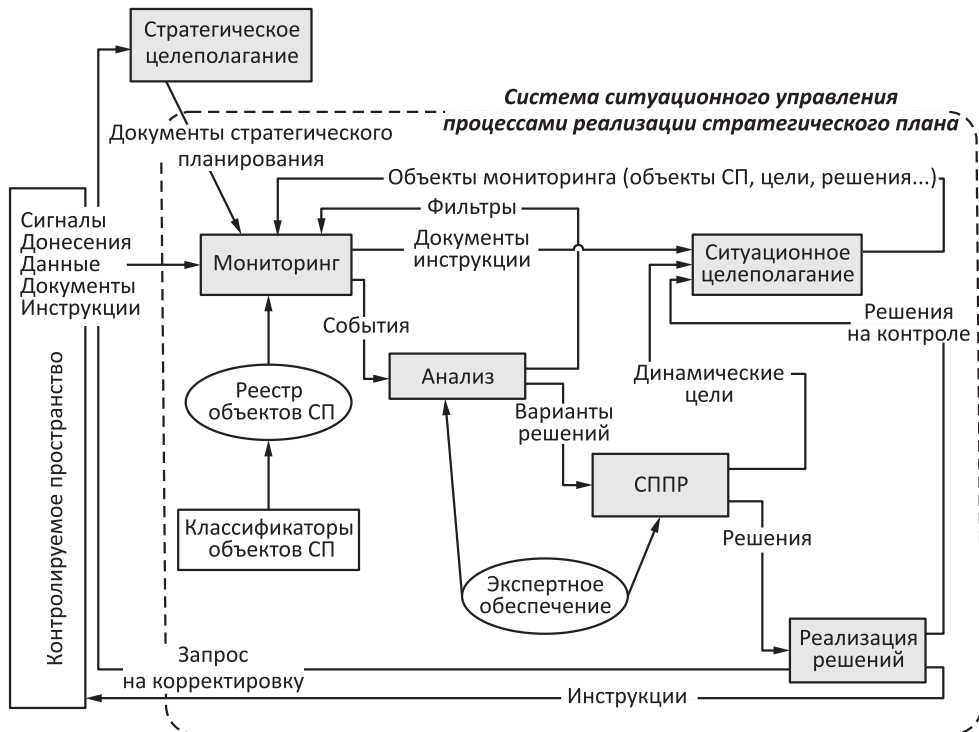 Стратегическое
целеполагание
Система ситуационного управления
процессами реализации стратегического плана
Документы стратегического
планирования
Объекты мониторинга (объекты СП, цели, решения...)
Фильтры
Сигналы
Донесения
Данные
Документы
Инструкции
Контролируемое пространство
Мониторинг
Документы
инструкции
Ситуационное
целеполагание
События
Решения
на контроле
Реестр
объектов СП
Анализ
Динамические
цели
Варианты
решений
СППР
Классификаторы
объектов СП
Решения
Экспертное
обеспечение
Реализация
решений
Запрос
на корректировку
Инструкции